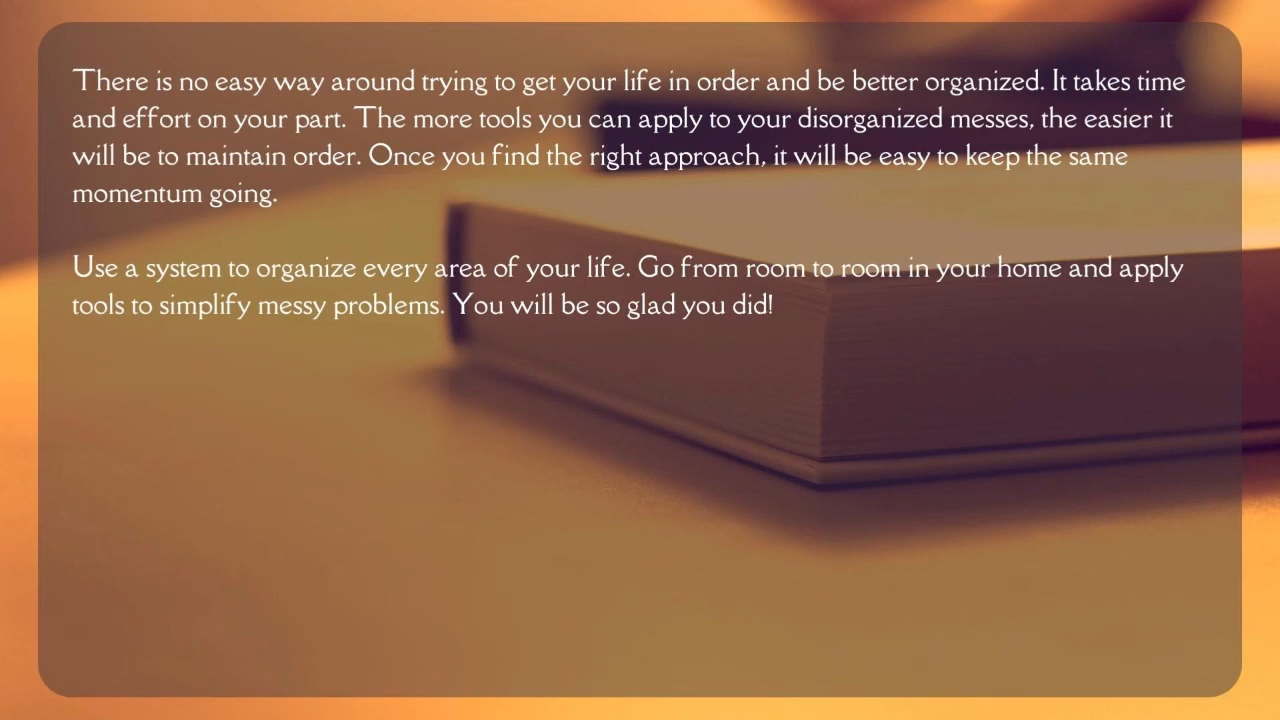 There is no easy way around trying to get your life in order and be better organized. It takes time
and effort on your part. The more tools you can apply to your disorganized messes, the easier it
will be to maintain order. Once you find the right approach, it will be easy to keep the same
momentum going.
Use a system to organize every area of your life. Go from room to room in your home and apply
tools to simplify messy problems. You will be so glad you did!